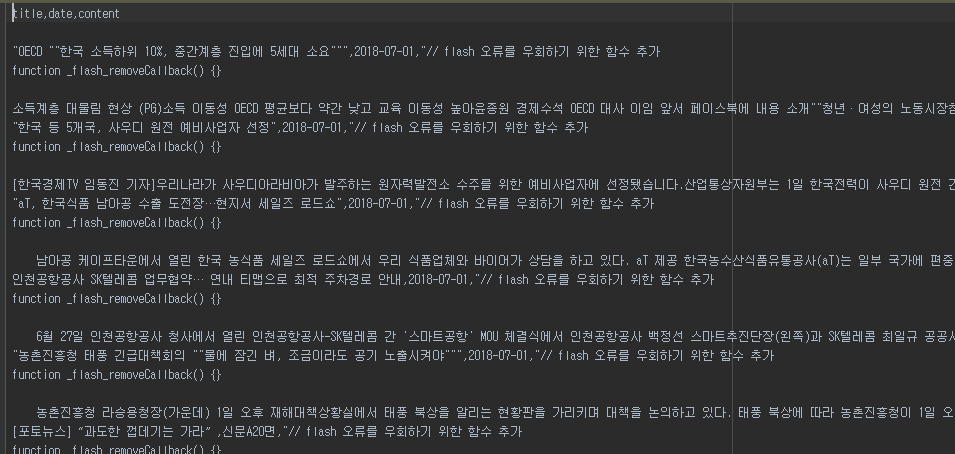 title,date,content
"OECD ""한국 소득하위 10%, 중간계층 진입에 5세대 소요""",2018-07-01,"// flash 오류를 우회하기 위한 함수 추가
function _flash_removeCallback() {}
소득계층 대물림 현상 (PG)소득 이동성 OECD 평균보다 약간 낮고 교육 이동성 높아윤종원 경제수석 OECD 대사 이임 앞서 페이스북에 내용 소개""청년·여성의 노동시장참
"한국 등 5개국, 사우디 원전 예비사업자 선정",2018-07-01,"// flash 오류를 우회하기 위한 함수 추가
function _flash_removeCallback() {}
[한국경제TV 임동진 기자]우리나라가 사우디아라비아가 발주하는 원자력발전소 수주를 위한 예비사업자에 선정됐습니다.산업통상자원부는 1일 한국전력이 사우디 원전 건
"aT, 한국식품 남아공 수출 도전장…현지서 세일즈 로드쇼",2018-07-01,"// flash 오류를 우회하기 위한 함수 추가
function _flash_removeCallback() {}
남아공 케이프타운에서 열린 한국 농식품 세일즈 로드쇼에서 우리 식품업체와 바이어가 상담을 하고 있다. aT 제공 한국농수산식품유통공사(aT)는 일부 국가에 편중
인천공항공사 SK텔레콤 업무협약… 연내 티맵으로 최적 주차경로 안내,2018-07-01,"// flash 오류를 우회하기 위한 함수 추가
function _flash_removeCallback() {}
6월 27일 인천공항공사 청사에서 열린 인천공항공사-SK텔레콤 간 '스마트공항' MOU 체결식에서 인천공항공사 백정선 스마트추진단장(왼쪽)과 SK텔레콤 최일규 공공사
"농촌진흥청 태풍 긴급대책회의 ""물에 잠긴 벼, 조금이라도 공기 노출시켜야""",2018-07-01,"// flash 오류를 우회하기 위한 함수 추가
function _flash_removeCallback() {}
농촌진흥청 라승용청장(가운데) 1일 오후 재해대책상황실에서 태풍 북상을 알리는 현황판을 가리키며 대책을 논의하고 있다. 태풍 북상에 따라 농촌진흥청이 1일 오
[포토뉴스] “과도한 껍데기는 가라” ,신문A20면,"// flash 오류를 우회하기 위한 함수 추가
function _flash_removeCallback() {}